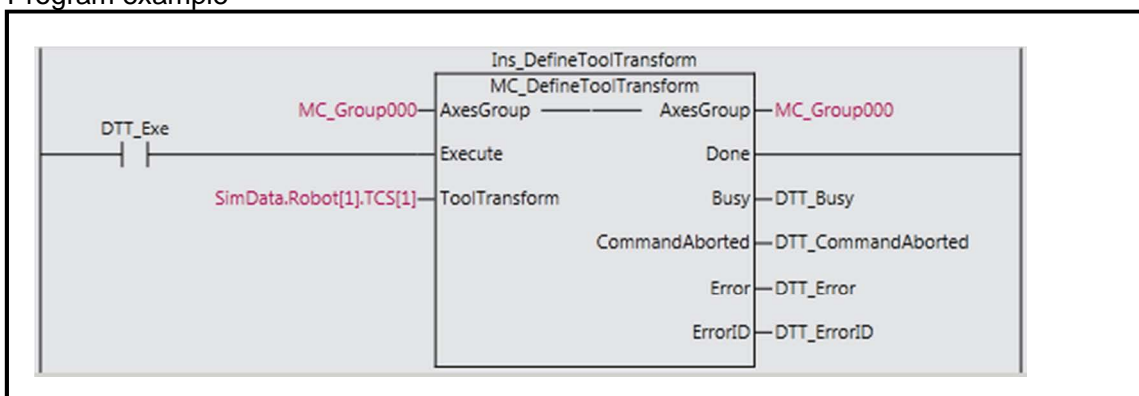 Program example
Ins_DefineToolTransform
MC_DefineToolTransform
MC_Group000 AxesGroup AxesGroup MC_Group000
DTT_Exe
Execute Done
SimData.Robot[1].TCS[1] ToolTransform Busy DTT_Busy
CommandAborted DTT_CommandAborted
Error DTT_Error
ErrorID DTT_ErrorID